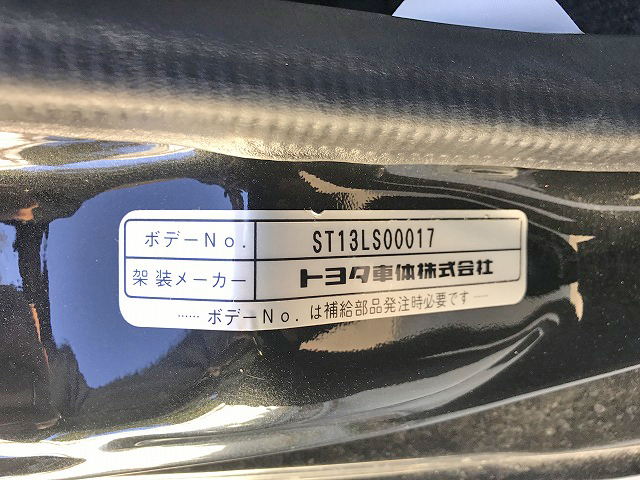 ボデーNo. ST13LS00017
架装メーカー トヨタ車体株式会社
…… ボデーNo.は補給部品発注時必要です ……